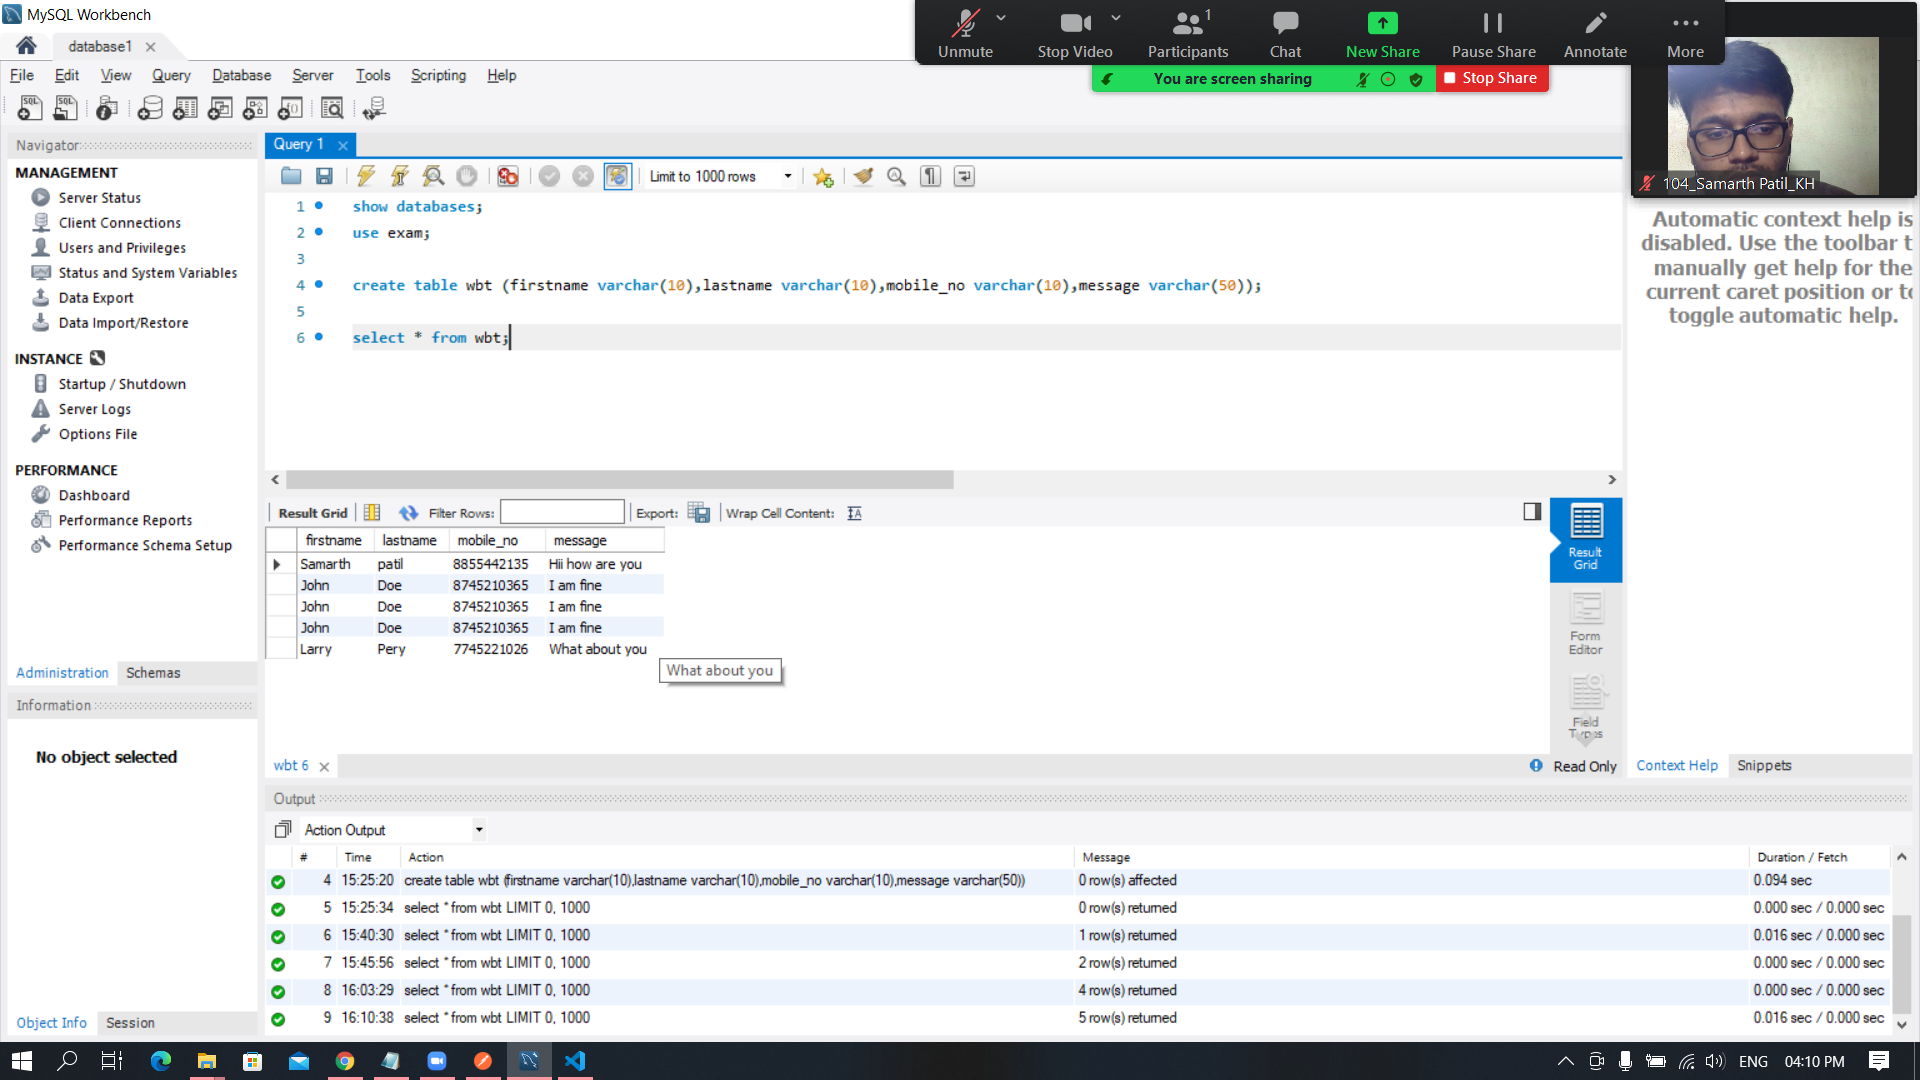 MySQL Workbench
database1
File Edit View Query Database Server Tools Scripting Help
Unmute Stop Video Participants 1 Chat New Share Pause Share Annotate More
You are screen sharing Stop Share
104_Samarth Patil_KH
Navigator
MANAGEMENT
Server Status
Client Connections
Users and Privileges
Status and System Variables
Data Export
Data Import/Restore
INSTANCE
Startup / Shutdown
Server Logs
Options File
PERFORMANCE
Dashboard
Performance Reports
Performance Schema Setup
Administration Schemas
Information
No object selected
Object Info Session
Query 1
Limit to 1000 rows
1 show databases;
2 use exam;
3
4 create table wbt (firstname varchar(10),lastname varchar(10),mobile_no varchar(10),message varchar(50));
5
6 select * from wbt;
Result Grid Filter Rows: Export: Wrap Cell Content:
firstname lastname mobile_no message
Samarth patil 8855442135 Hii how are you
John Doe 8745210365 I am fine
John Doe 8745210365 I am fine
John Doe 8745210365 I am fine
Larry Pery 7745221026 What about you
What about you
Result
Grid
Form
Editor
Field
Types
wbt 6
Read Only
Automatic context help is
disabled. Use the toolbar t
manually get help for the
current caret position or to
toggle automatic help.
Context Help Snippets
Output
Action Output
# Time Action Message Duration / Fetch
4 15:25:20 create table wbt (firstname varchar(10),lastname varchar(10),mobile_no varchar(10),message varchar(50)) 0 row(s) affected 0.094 sec
5 15:25:34 select * from wbt LIMIT 0, 1000 0 row(s) returned 0.000 sec / 0.000 sec
6 15:40:30 select * from wbt LIMIT 0, 1000 1 row(s) returned 0.016 sec / 0.000 sec
7 15:45:56 select * from wbt LIMIT 0, 1000 2 row(s) returned 0.000 sec / 0.000 sec
8 16:03:29 select * from wbt LIMIT 0, 1000 4 row(s) returned 0.000 sec / 0.000 sec
9 16:10:38 select * from wbt LIMIT 0, 1000 5 row(s) returned 0.016 sec / 0.000 sec
ENG 04:10 PM